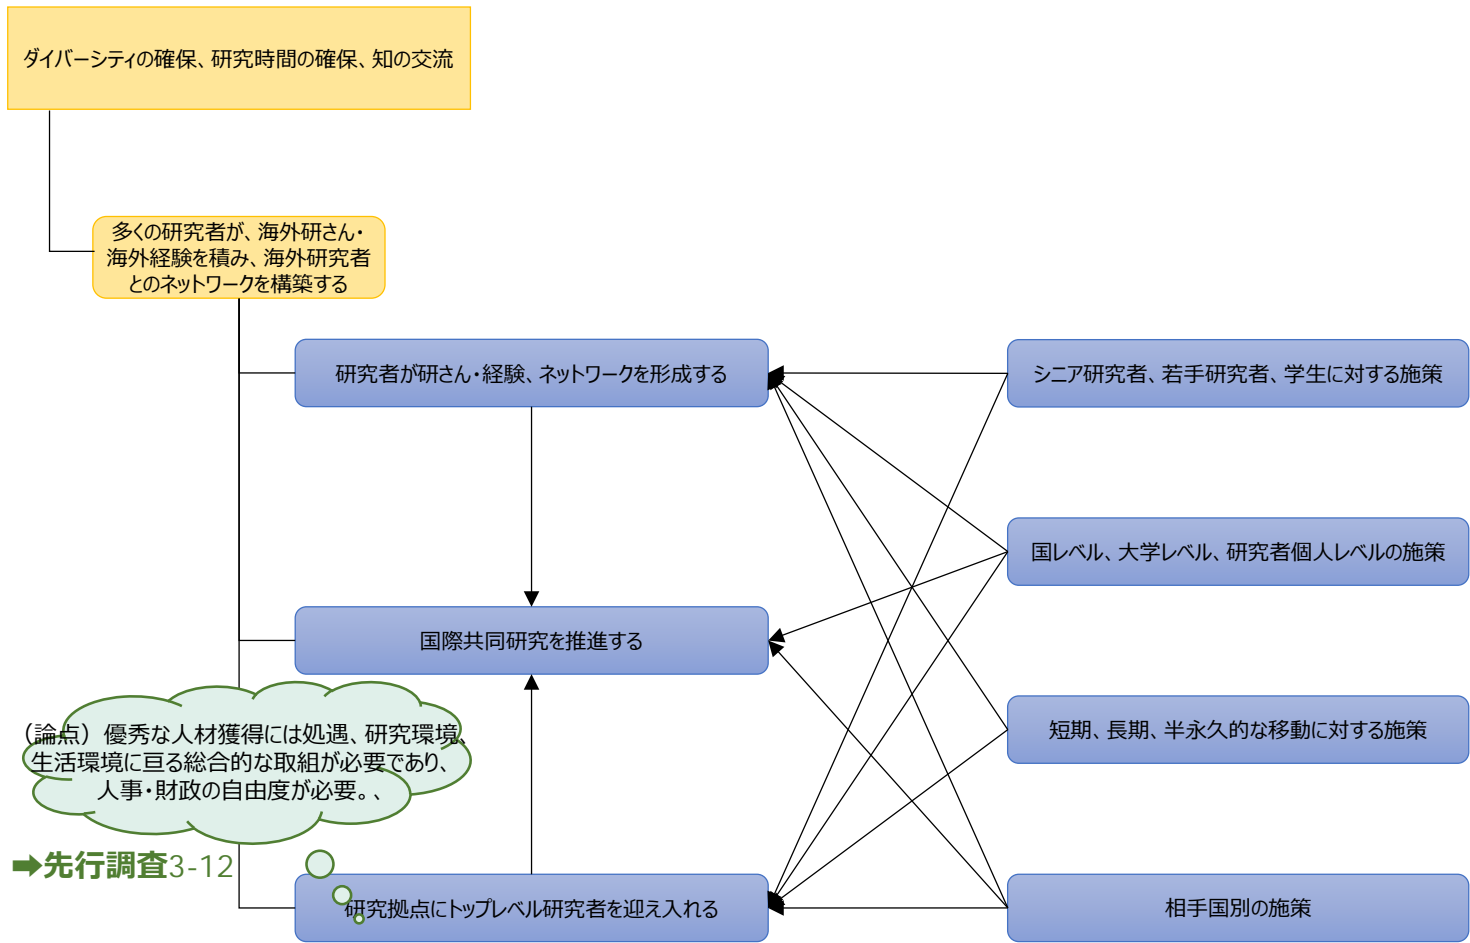 ダイバーシティの確保、研究時間の確保、知の交流
多くの研究者が、海外研さん・
海外経験を積み、海外研究者
とのネットワークを構築する
研究者が研さん・経験、ネットワークを形成する
シニア研究者、若手研究者、学生に対する施策
国レベル、大学レベル、研究者個人レベルの施策
国際共同研究を推進する
短期、長期、半永久的な移動に対する施策
（論点）優秀な人材獲得には処遇、研究環境、
生活環境に亘る総合的な取組が必要であり、
人事・財政の自由度が必要。、
➡先行調査3-12
研究拠点にトップレベル研究者を迎え入れる
相手国別の施策